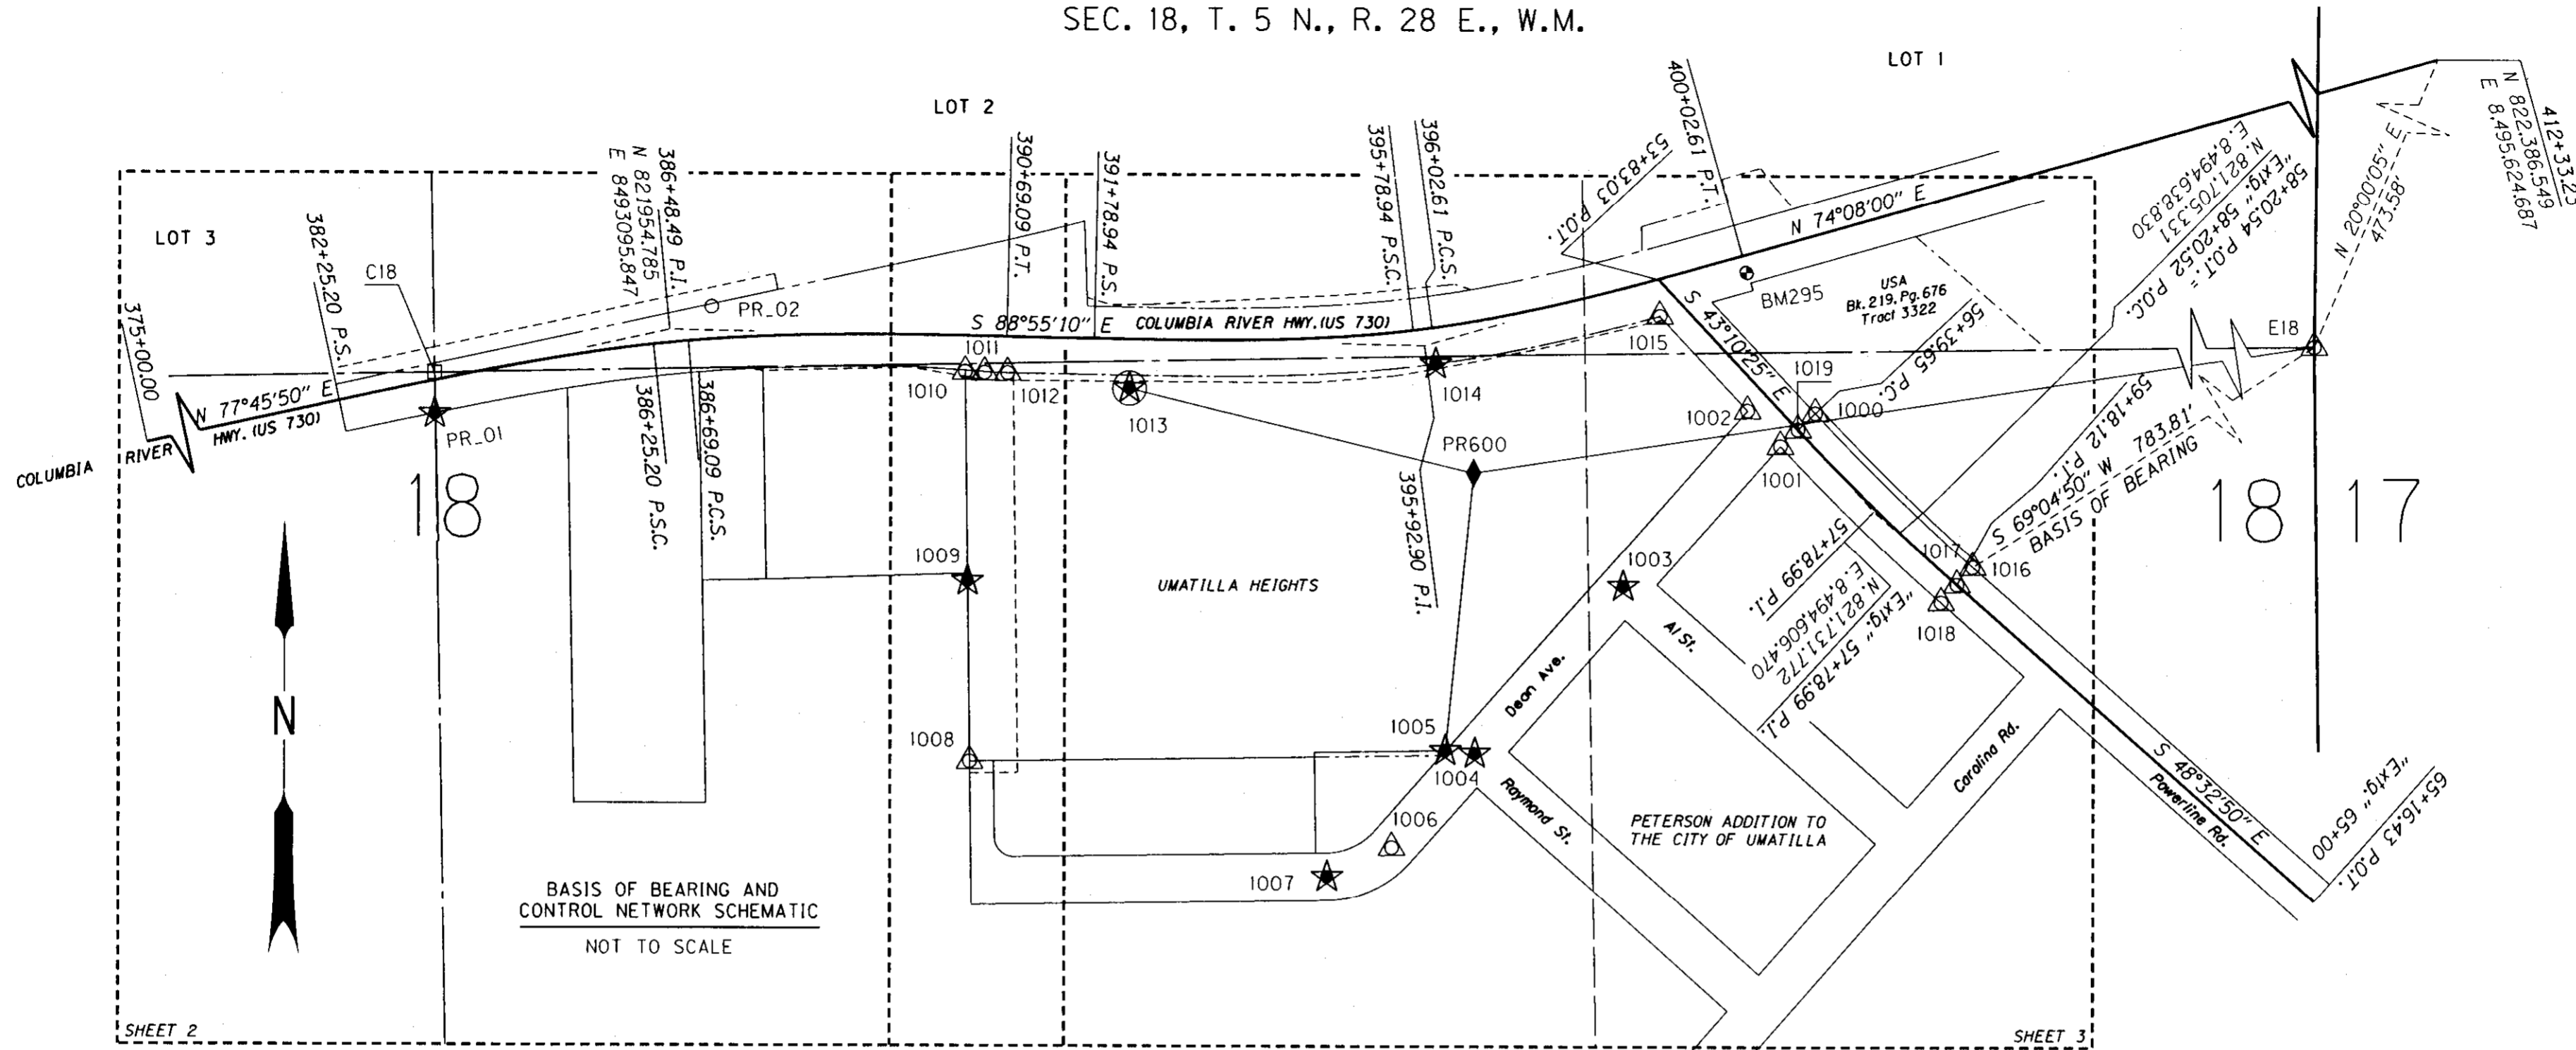 SEC. 18, T. 5 N., R. 28 E., W.M.
LOT 1
LOT 2
LOT 3
375+00.00
382+25.20 P.S.
C18
386+48.49 P.I.
N 821954.785
E 8493095.847
PR_02
390+69.09 P.T.
391+78.94 P.S.
395+78.94 P.S.C.
396+02.61 P.C.S.
53+83.03 P.O.T.
400+02.61 P.T.
N 74°08'00" E
BM295
USA
Bk. 219, Pg. 676
Tract 3322
58+20.54 P.O.T. =
"Extg." 58+20.52 P.O.C.
N. 821,705.331
E. 8,494,638.830
N 20°00'05" E
473.58'
412+33.23
N 822,386.549
E 8,495,624.687
E18
S 88°55'10" E
COLUMBIA RIVER HWY. (US 730)
N 77°45'50" E
COLUMBIA RIVER HWY. (US 730)
PR_01
386+25.20 P.S.C.
386+69.09 P.C.S.
1010
1011
1012
1013
1014
1015
S 43°10'25" E
56+39.65 P.C.
1019
1000
1002
1001
PR600
395+92.90 P.I.
59+18.12 P.T.
S 69°04'50" W 783.81'
BASIS OF BEARING
18
18
17
1009
UMATILLA HEIGHTS
1003
57+78.99 P.I.
"Extg." 57+78.99 P.I.
N. 821,731.772
E. 8,494,606.470
1017
1016
1018
Al St.
Dean Ave.
N
1008
1005
1004
Raymond St.
Carolina Rd.
S 48°32'50" E
Powerline Rd.
"Extg." 65+00
65+16.43 P.O.T.
1006
1007
PETERSON ADDITION TO
THE CITY OF UMATILLA
BASIS OF BEARING AND
CONTROL NETWORK SCHEMATIC
NOT TO SCALE
SHEET 2
SHEET 3